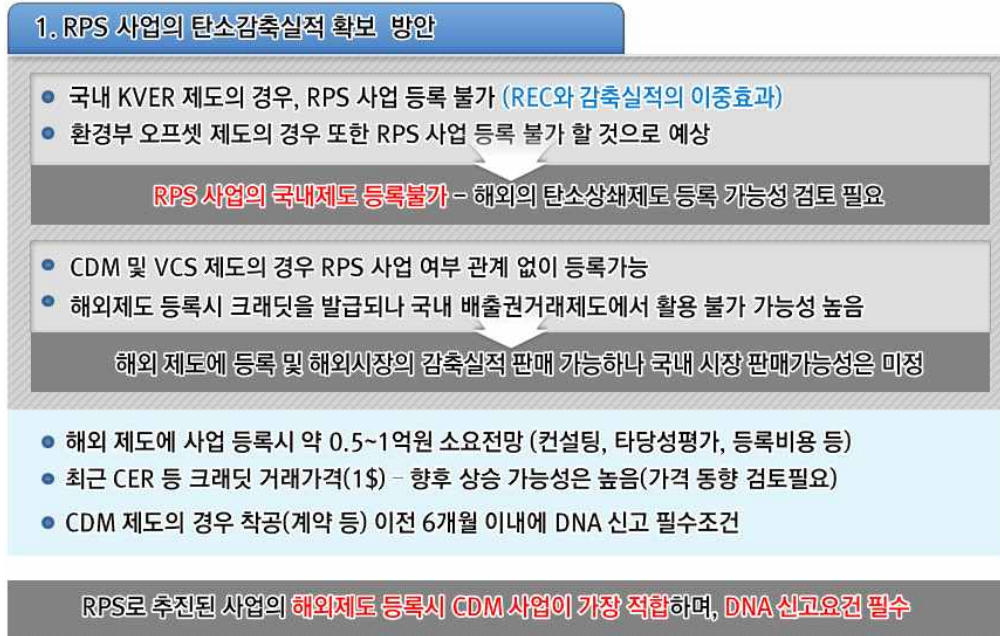 1. RPS 사업의 탄소감축실적 확보 방안
국내 KVER 제도의 경우, RPS 사업 등록 불가 (REC와 감축실적의 이중효과)
환경부 오프셋 제도의 경우 또한 RPS 사업 등록 불가 할 것으로 예상
RPS 사업의 국내제도 등록불가 – 해외의 탄소상쇄제도 등록 가능성 검토 필요
CDM 및 VCS 제도의 경우 RPS 사업 여부 관계 없이 등록가능
해외제도 등록시 크래딧을 발급되나 국내 배출권거래제도에서 활용 불가 가능성 높음
해외 제도에 등록 및 해외시장의 감축실적 판매 가능하나 국내 시장 판매가능성은 미정
해외 제도에 사업 등록시 약 0.5~1억원 소요전망 (컨설팅, 타당성평가, 등록비용 등)
최근 CER 등 크래딧 거래가격(1$) – 향후 상승 가능성은 높음(가격 동향 검토필요)
CDM 제도의 경우 착공(계약 등) 이전 6개월 이내에 DNA 신고 필수조건
RPS로 추진된 사업의 해외제도 등록시 CDM 사업이 가장 적합하며, DNA 신고요건 필수